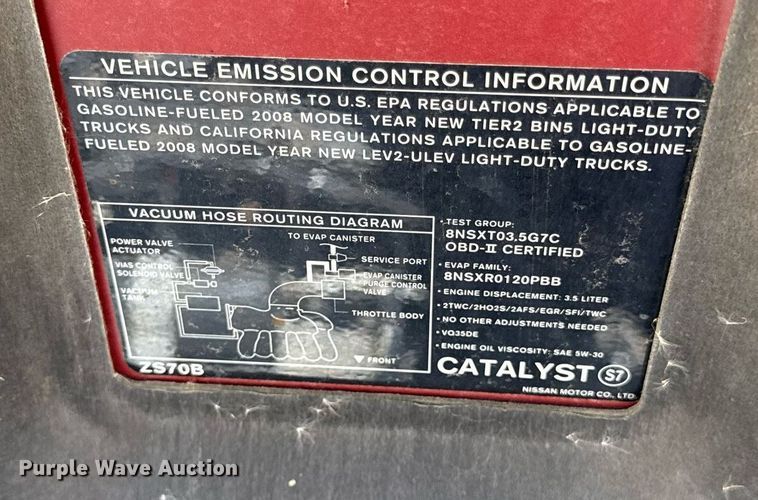 VEHICLE EMISSION CONTROL INFORMATION
THIS VEHICLE CONFORMS TO U.S. EPA REGULATIONS APPLICABLE TO
GASOLINE-FUELED 2008 MODEL YEAR NEW TIER2 BIN5 LIGHT-DUTY
TRUCKS AND CALIFORNIA REGULATIONS APPLICABLE TO GASOLINE-
FUELED 2008 MODEL YEAR NEW LEV2-ULEV LIGHT-DUTY TRUCKS.
VACUUM HOSE ROUTING DIAGRAM
TO EVAP CANISTER
POWER VALVE
ACTUATOR
SERVICE PORT
VIAS CONTROL
SOLENOID VALVE
EVAP CANISTER
PURGE CONTROL
VALVE
VACUUM
TANK
THROTTLE BODY
▼ FRONT
ZS70B
• TEST GROUP:
8NSXT03.5G7C
OBD-II CERTIFIED
• EVAP FAMILY:
8NSXR0120PBB
• ENGINE DISPLACEMENT: 3.5 LITER
• 2TWC/2HO2S/2AFS/EGR/SFI/TWC
• NO OTHER ADJUSTMENTS NEEDED
• VQ35DE
• ENGINE OIL VISCOSITY: SAE 5W-30
CATALYST S7
NISSAN MOTOR CO., LTD.
Purple Wave Auction